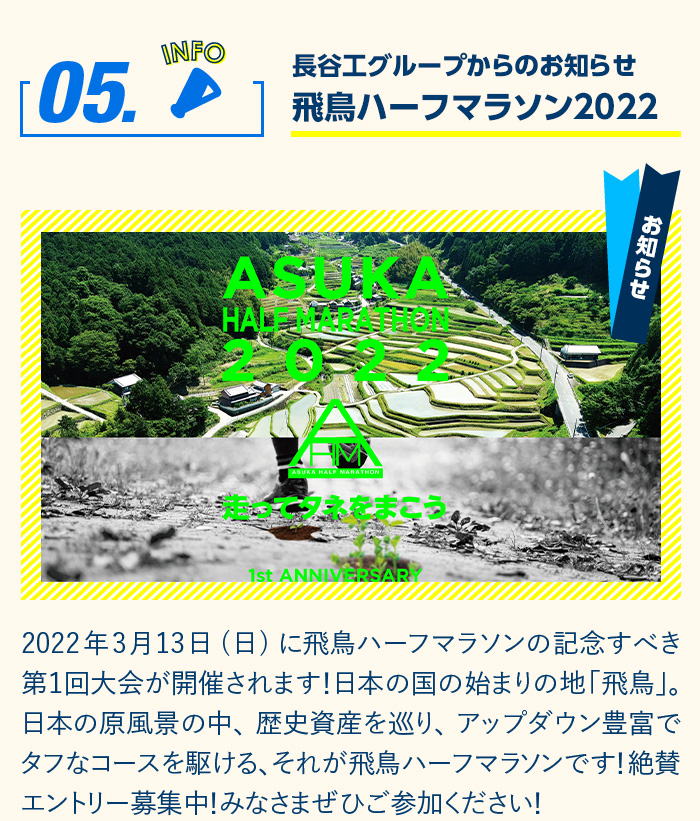 05.
INFO
長谷工グループからのお知らせ
飛鳥ハーフマラソン2022
お知らせ
ASUKA
HALF MARATHON
2022
AHM
ASUKA HALF MARATHON
走ってタネをまこう
1st ANNIVERSARY
2022年3月13日（日）に飛鳥ハーフマラソンの記念すべき
第1回大会が開催されます！日本の国の始まりの地「飛鳥」。
日本の原風景の中、歴史資産を巡り、アップダウン豊富で
タフなコースを駆ける、それが飛鳥ハーフマラソンです！絶賛
エントリー募集中！みなさまぜひご参加ください！